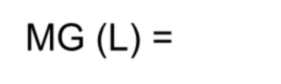 MG (L) =